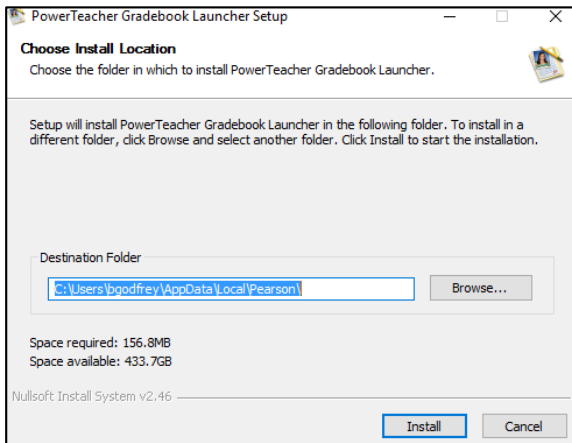 PowerTeacher Gradebook Launcher Setup
Choose Install Location
Choose the folder in which to install PowerTeacher Gradebook Launcher.
Setup will install PowerTeacher Gradebook Launcher in the following folder. To install in a
different folder, click Browse and select another folder. Click Install to start the installation.
Destination Folder
C:\Users\bgodfrey\AppData\Local\Pearson\
Browse...
Space required: 156.8MB
Space available: 433.7GB
Nullsoft Install System v2.46
Install
Cancel